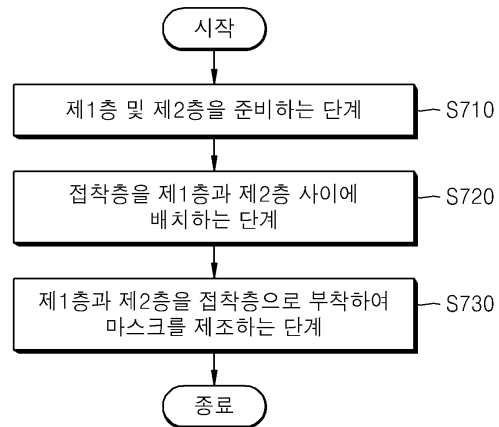 시작
제1층 및 제2층을 준비하는 단계
S710
접착층을 제1층과 제2층 사이에
배치하는 단계
S720
제1층과 제2층을 접착층으로 부착하여
마스크를 제조하는 단계
S730
종료